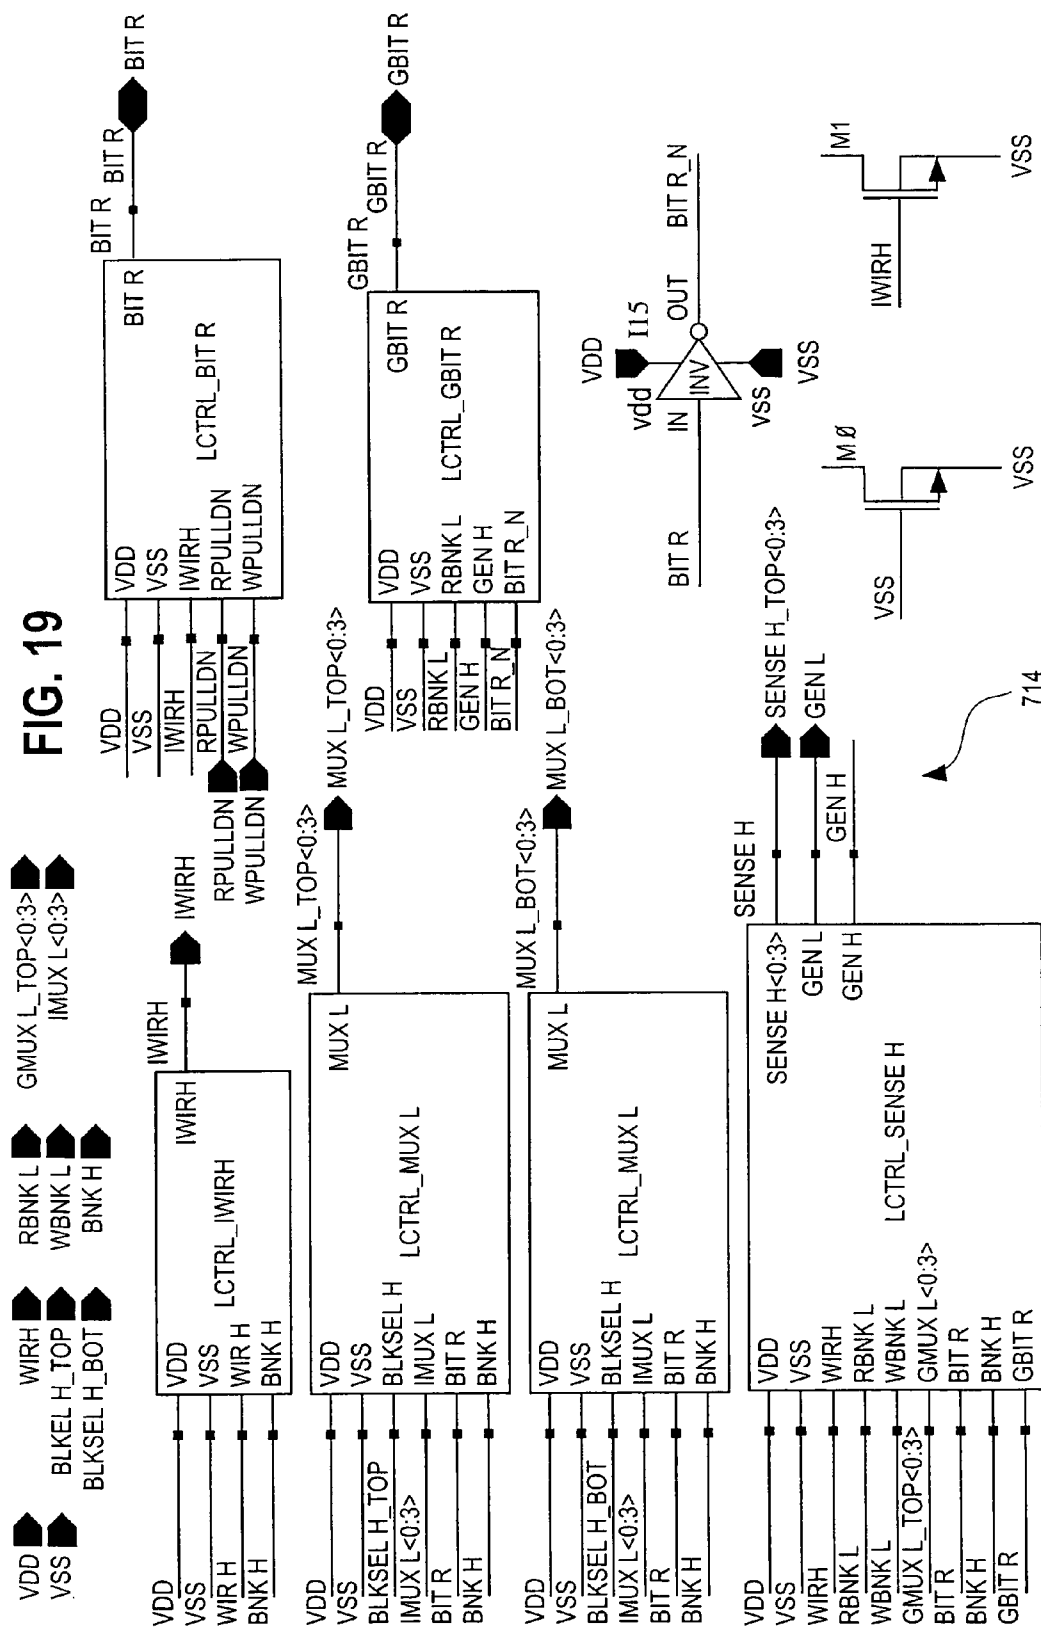 FIG. 19
VDD
VSS
WIRH
BLKEL H_TOP
BLKSEL H_BOT
RBNK L
WBNK L
BNK H
GMUX L_TOP<0:3>
IMUX L<0:3>
VDD
VSS
WIR H
BNK H
VDD
VSS
WIR H
BNK H
LCTRL_IWIRH
IWIRH
IWIRH
IWIRH
VDD
VSS
IWIRH
RPULLDN
WPULLDN
RPULLDN
WPULLDN
VDD
VSS
IWIRH
RPULLDN
WPULLDN
LCTRL_BIT R
BIT R
BIT R
BIT R
BIT R
VDD
VSS
BLKSEL H_TOP
IMUX L<0:3>
BIT R
BNK H
VDD
VSS
BLKSEL H
IMUX L
BIT R
BNK H
LCTRL_MUX L
MUX L
MUX L_TOP<0:3>
MUX L_TOP<0:3>
VDD
VSS
RBNK L
GEN H
BIT R_N
VDD
VSS
RBNK L
GEN H
BIT R_N
LCTRL_GBIT R
GBIT R
GBIT R
GBIT R
GBIT R
VDD
VSS
BLKSEL H_BOT
IMUX L<0:3>
BIT R
BNK H
VDD
VSS
BLKSEL H
IMUX L
BIT R
BNK H
LCTRL_MUX L
MUX L
MUX L_BOT<0:3>
MUX L_BOT<0:3>
BIT R
IN
VDD
vdd
I15
INV
OUT
BIT R_N
VSS
VSS
VDD
VSS
WIRH
RBNK L
WBNK L
GMUX L_TOP<0:3>
BIT R
BNK H
GBIT R
VDD
VSS
WIRH
RBNK L
WBNK L
GMUX L<0:3>
BIT R
BNK H
GBIT R
LCTRL_SENSE H
SENSE H<0:3>
GEN L
GEN H
SENSE H
SENSE H_TOP<0:3>
GEN L
GEN H
VSS
MØ
VSS
IWIRH
M1
VSS
714